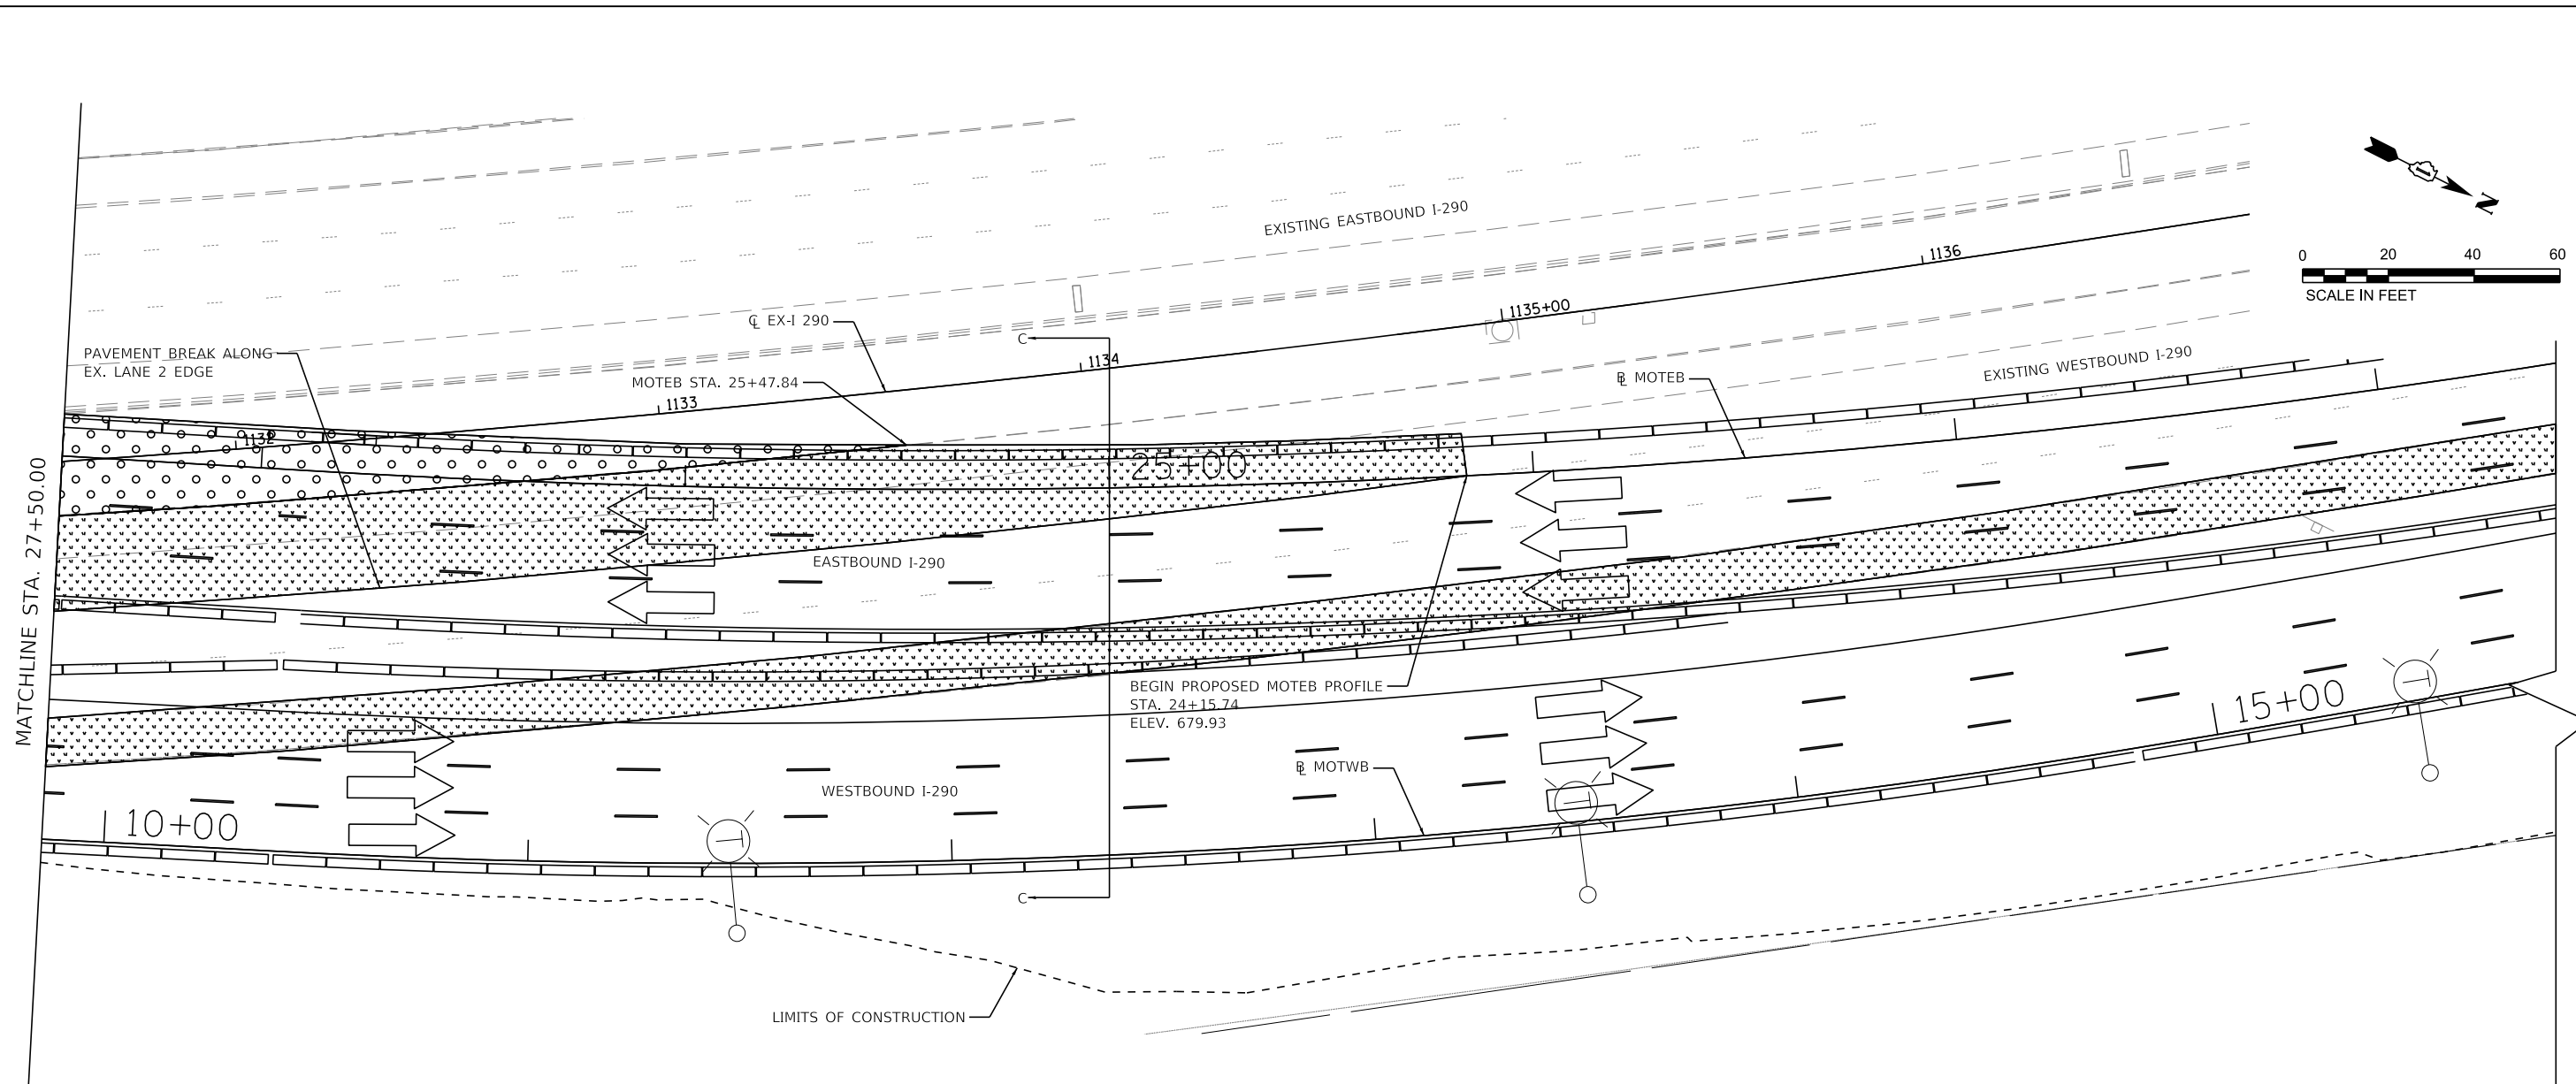 EXISTING EASTBOUND I-290
N
1136
0 20 40 60
SCALE IN FEET
1135+00
℄ EX-I 290
PAVEMENT BREAK ALONG
EX. LANE 2 EDGE
1134
EXISTING WESTBOUND I-290
C
MOTEB STA. 25+47.84
BL MOTEB
1133
1132
25+00
MATCHLINE STA. 27+50.00
EASTBOUND I-290
BEGIN PROPOSED MOTEB PROFILE
STA. 24+15.74
ELEV. 679.93
15+00
BL MOTWB
WESTBOUND I-290
10+00
C
LIMITS OF CONSTRUCTION